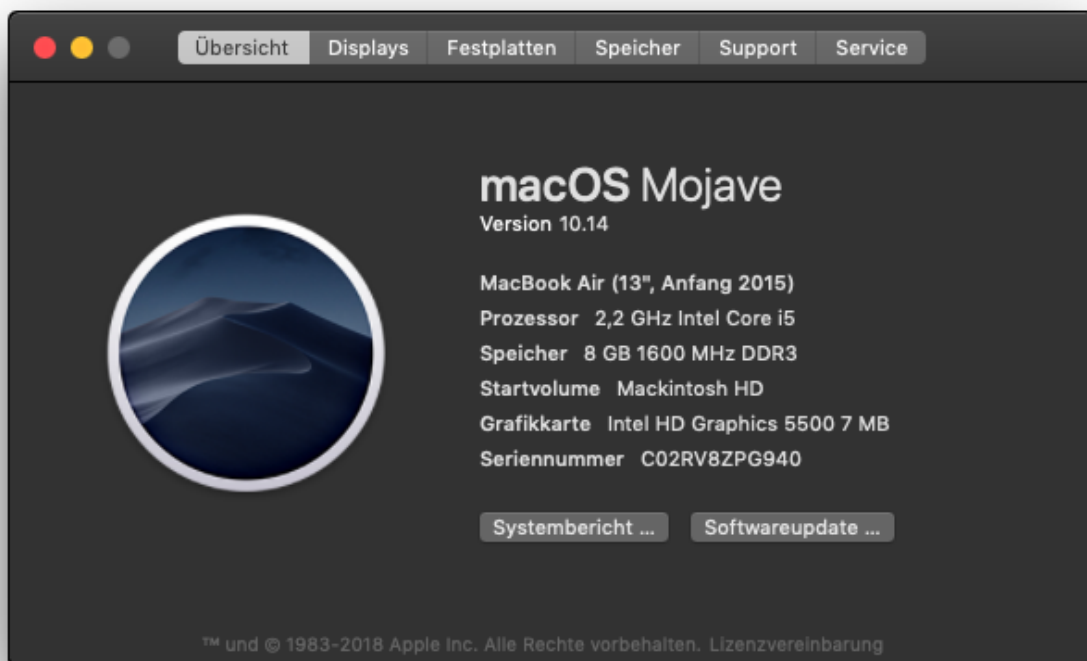 Übersicht Displays Festplatten Speicher Support Service
macOS Mojave
Version 10.14
MacBook Air (13", Anfang 2015)
Prozessor 2,2 GHz Intel Core i5
Speicher 8 GB 1600 MHz DDR3
Startvolume Mackintosh HD
Grafikkarte Intel HD Graphics 5500 7 MB
Seriennummer C02RV8ZPG940
Systembericht ... Softwareupdate ...
™ und © 1983-2018 Apple Inc. Alle Rechte vorbehalten. Lizenzvereinbarung